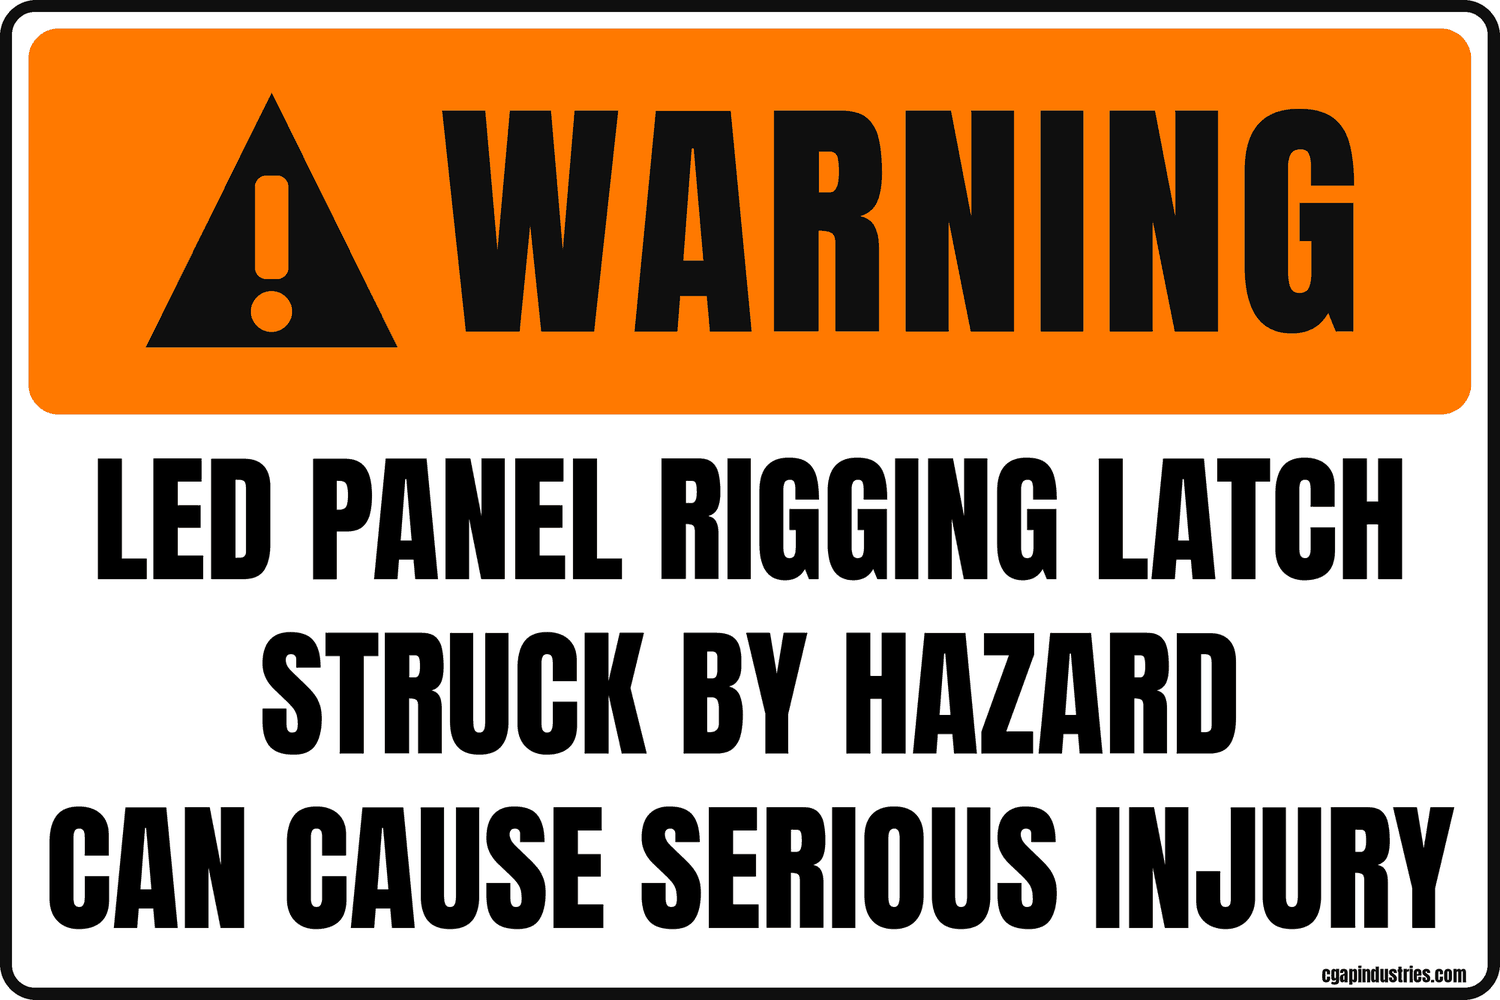 WARNING
LED PANEL RIGGING LATCH
STRUCK BY HAZARD
CAN CAUSE SERIOUS INJURY
cgapindustries.com